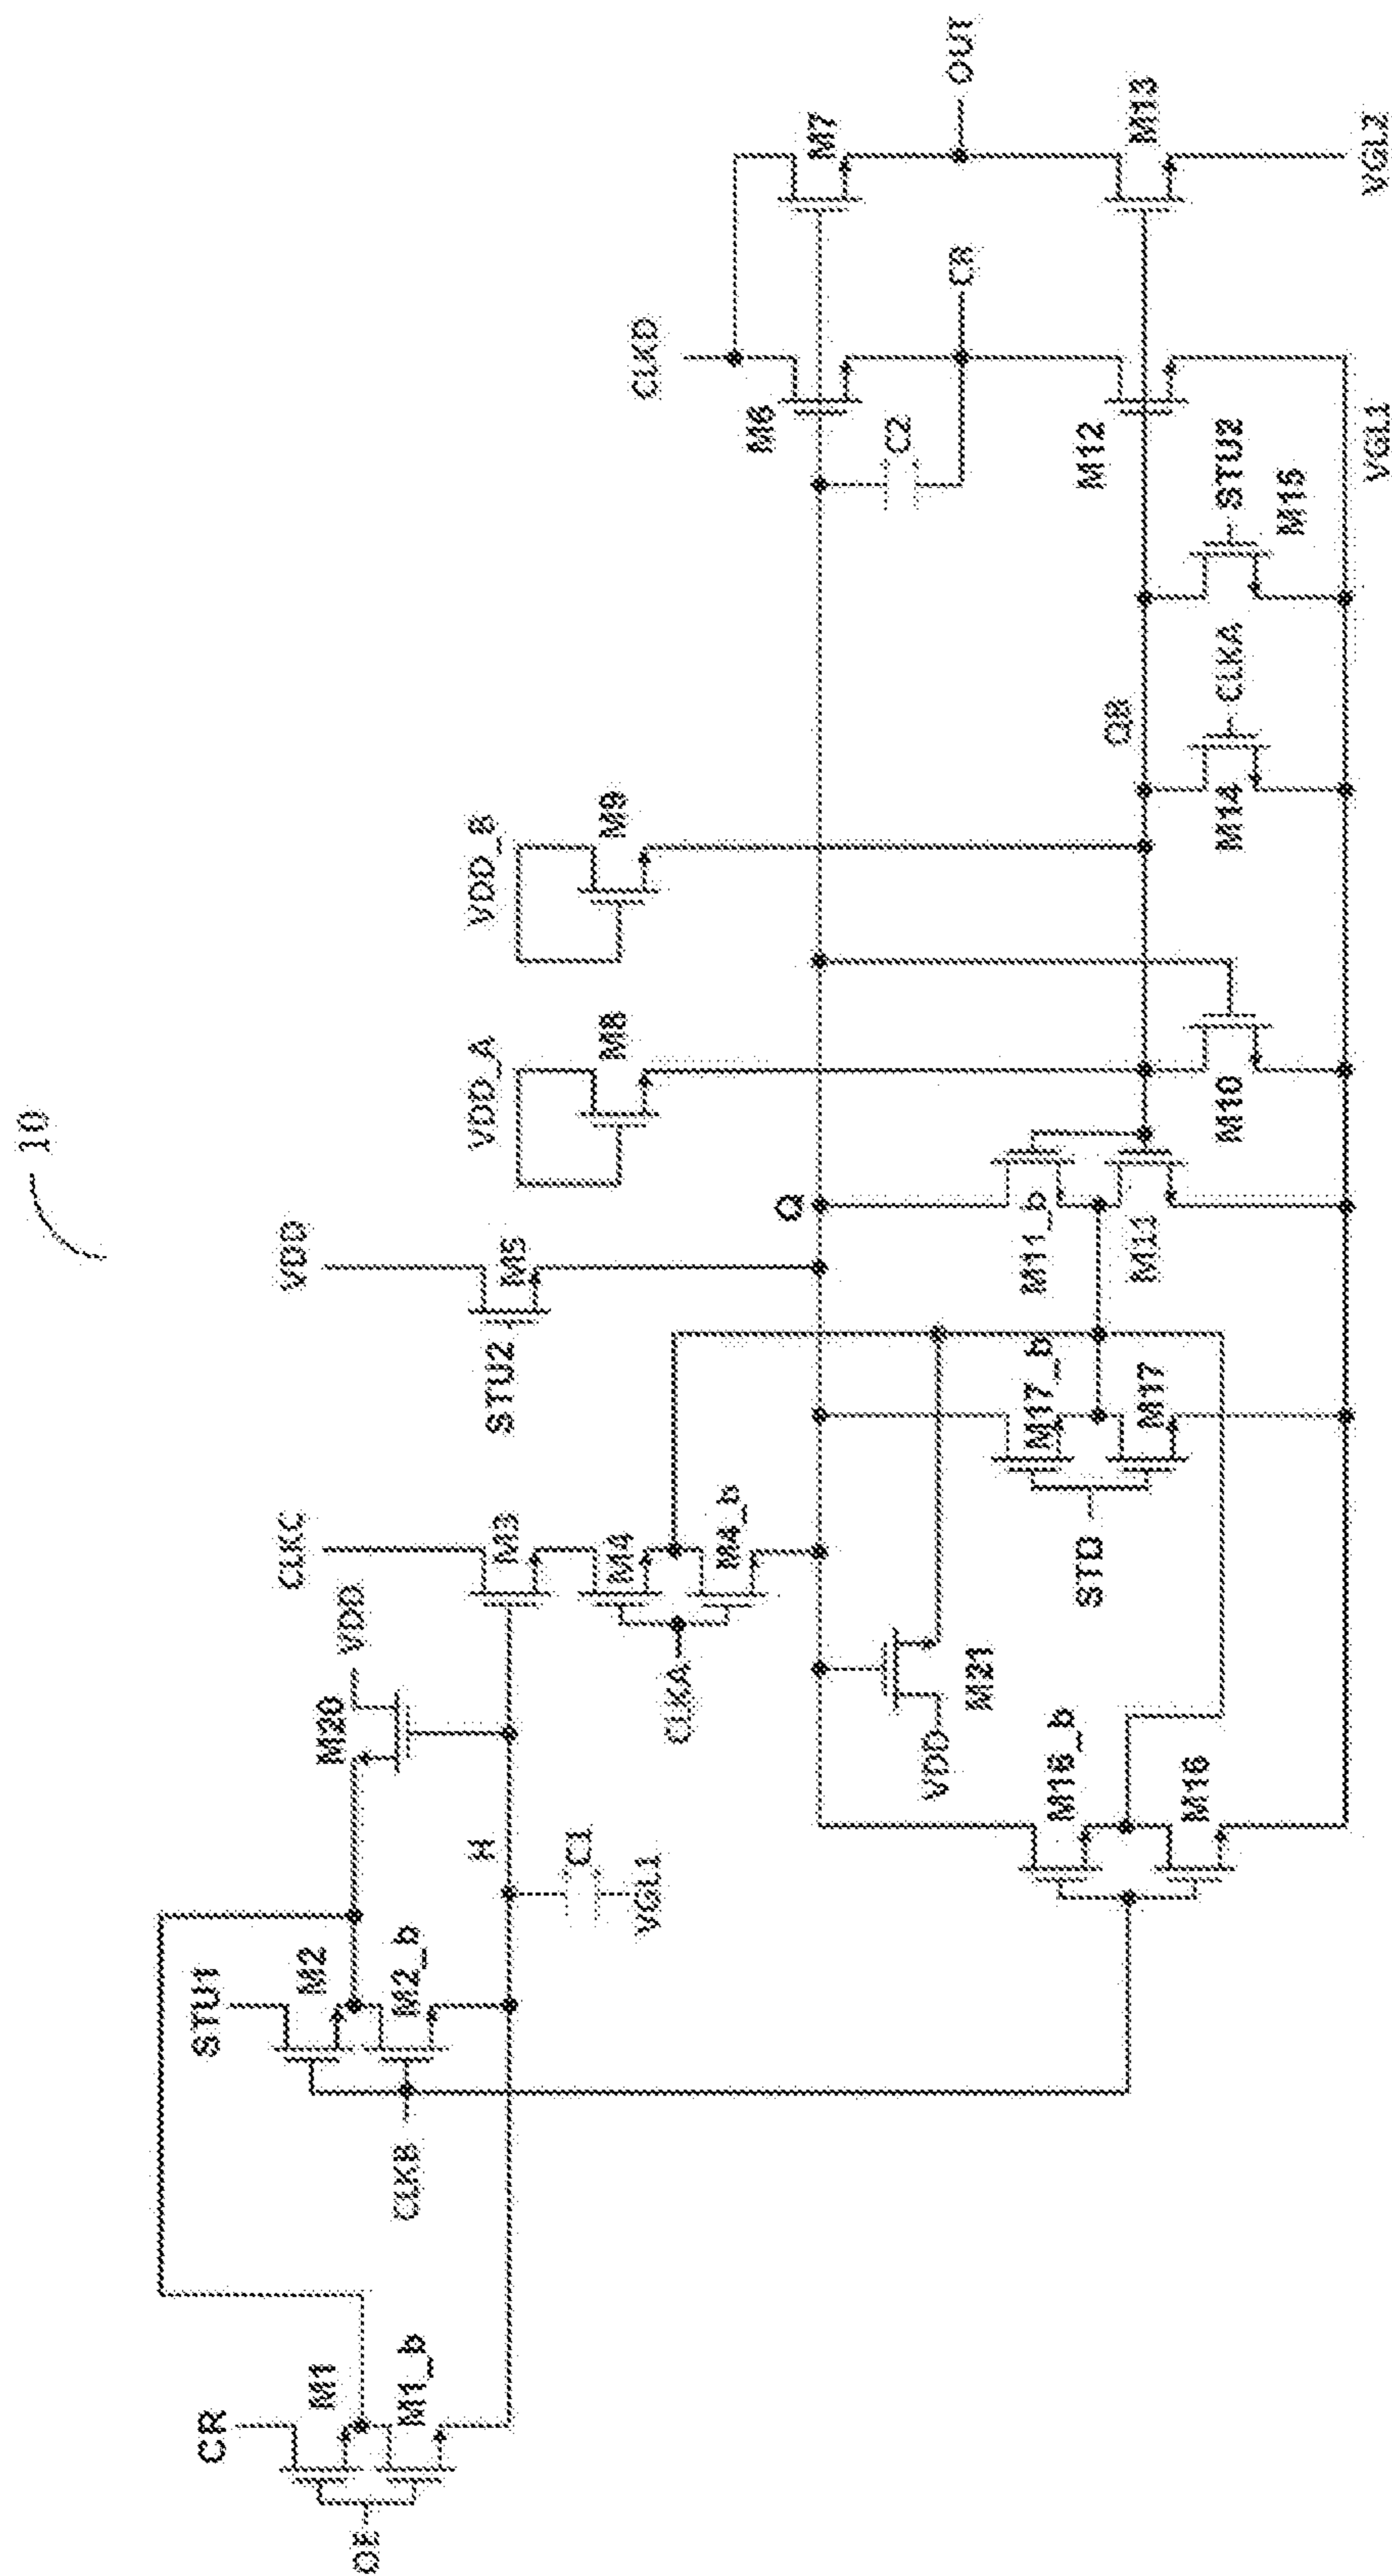 10
CR
M1
M1_b
OE
STU1
M2
M2_b
CLKB
M20
VDD
H
C1
VGL1
CLKC
M3
M4
M4_b
CLKA
VDD
M5
STU2
VDD_A
M8
VDD_B
M9
CLKD
M6
M7
C2
CR
OUT
Q
M21
VDD
M16_b
M16
M17_b
M17
STD
M11_b
M11
M10
QB
M14
CLKA
M15
STU2
M12
M13
VGL1
VGL2